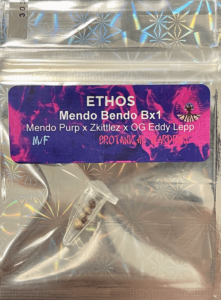 ETHOS
Mendo Bendo Bx1
Mendo Purp x Zkittlez x OG Eddy Lepp
M/F